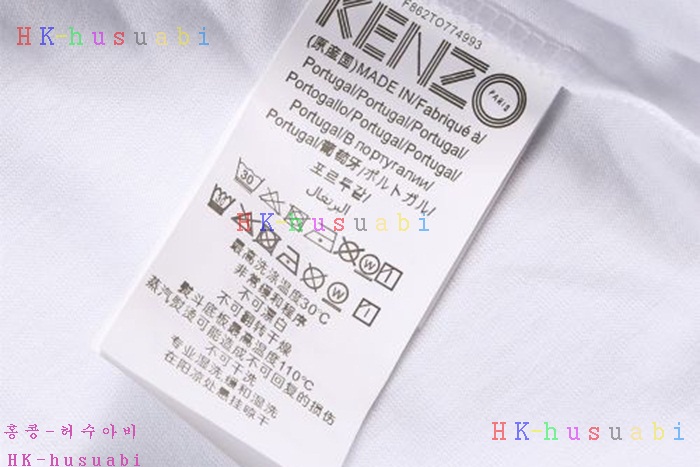 HK-husuabi
F862TO774993
KENZO
PARIS
(原産国)MADE IN/Fabriqué à/
Portugal/Portugal/Portugal/
Portogallo/Portugal/Portugal/
Portugal/Португалии/
Portugal/葡萄牙/ポルトガル/
포르투갈/
البرتغال
30
W
30
HK-husuabi
W
最高洗涤温度30℃
非常缓和程序
不可漂白
不可翻转干燥
熨斗底板最高温度110℃
蒸汽熨烫可能造成不可回复的损伤
不可干洗
专业湿洗-缓和湿洗
在阴凉处悬挂晾干
홍콩-허수아비
HK-husuabi
HK-husuabi